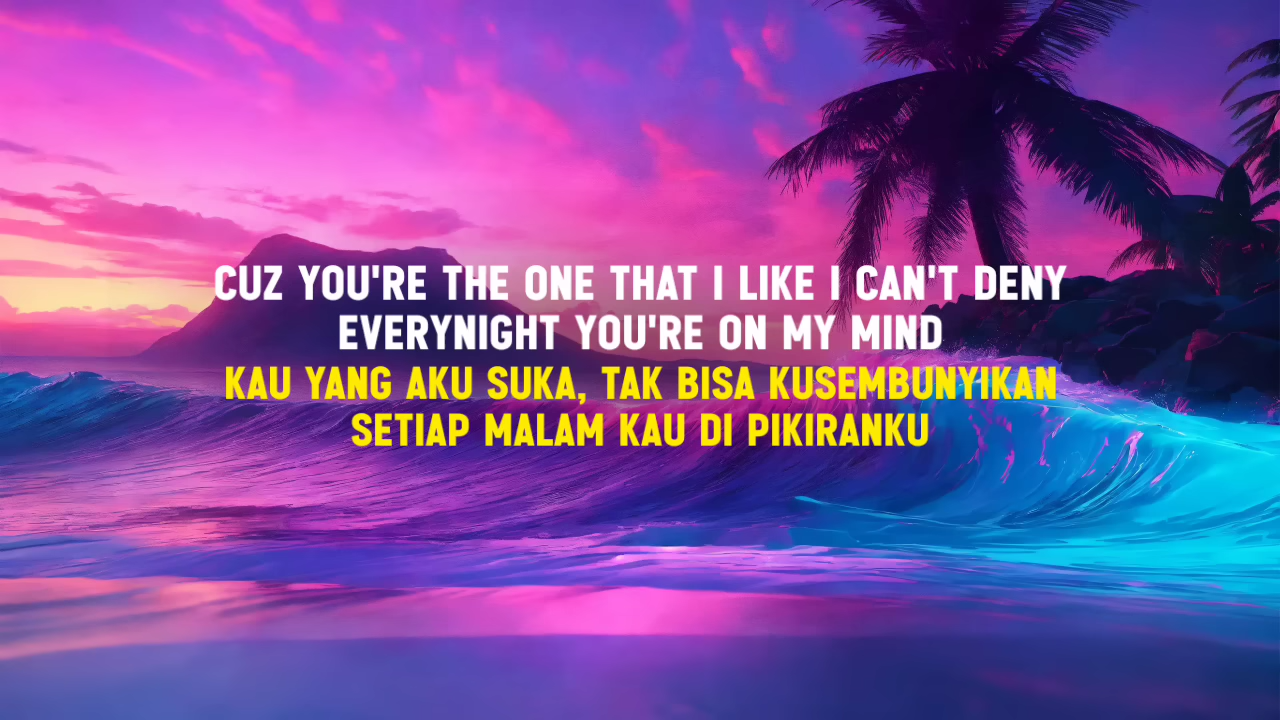 CUZ YOU'RE THE ONE THAT I LIKE I CAN'T DENY
EVERYNIGHT YOU'RE ON MY MIND
KAU YANG AKU SUKA, TAK BISA KUSEMBUNYIKAN
SETIAP MALAM KAU DI PIKIRANKU